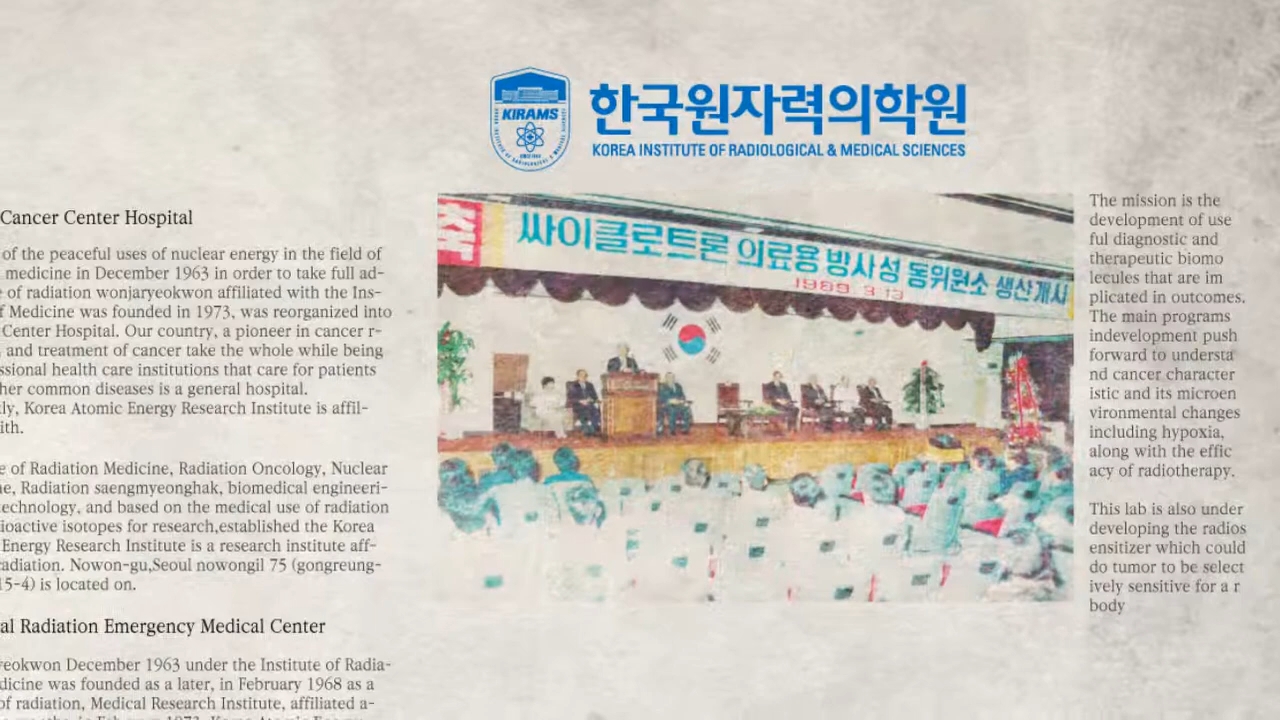 KIRAMS
한국원자력의학원
KOREA INSTITUTE OF RADIOLOGICAL & MEDICAL SCIENCES
Cancer Center Hospital
of the peaceful uses of nuclear energy in the field of
medicine in December 1963 in order to take full ad-
of radiation wonjaryeokwon affiliated with the Ins-
f Medicine was founded in 1973, was reorganized into
Center Hospital. Our country, a pioneer in cancer r-
and treatment of cancer take the whole while being
ssional health care institutions that care for patients
her common diseases is a general hospital.
ly, Korea Atomic Energy Research Institute is affil-
ith.
e of Radiation Medicine, Radiation Oncology, Nuclear
ne, Radiation saengmyeonghak, biomedical engineeri-
technology, and based on the medical use of radiation
ioactive isotopes for research,established the Korea
Energy Research Institute is a research institute aff-
radiation. Nowon-gu,Seoul nowongil 75 (gongreung-
15-4) is located on.
al Radiation Emergency Medical Center
yeokwon December 1963 under the Institute of Radia-
dicine was founded as a later, in February 1968 as a
of radiation, Medical Research Institute, affiliated a-
싸이클로트론 의료용 방사성 동위원소 생산개시
1989. 3. 13
The mission is the
development of use
ful diagnostic and
therapeutic biomo
lecules that are im
plicated in outcomes.
The main programs
indevelopment push
forward to understa
nd cancer character
istic and its microen
vironmental changes
including hypoxia,
along with the effic
acy of radiotherapy.
This lab is also under
developing the radios
ensitizer which could
do tumor to be select
ively sensitive for a r
body